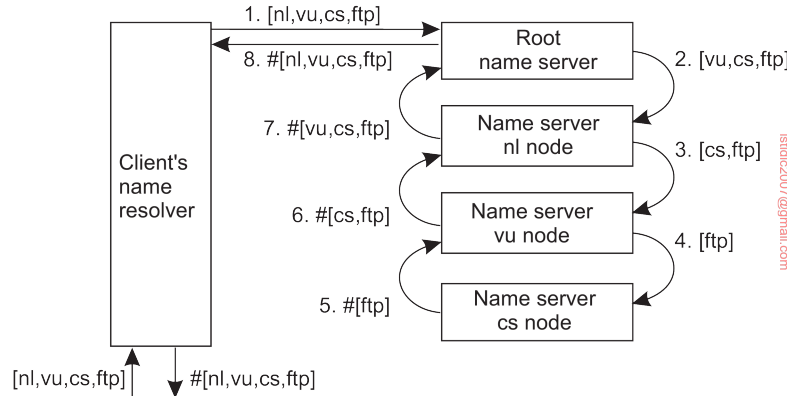 1. [nl,vu,cs,ftp]
8. #[nl,vu,cs,ftp]
Root
name server
2. [vu,cs,ftp]
7. #[vu,cs,ftp]
Name server
nl node
3. [cs,ftp]
Client's
name
resolver
6. #[cs,ftp]
Name server
vu node
4. [ftp]
5. #[ftp]
Name server
cs node
[nl,vu,cs,ftp]
#[nl,vu,cs,ftp]